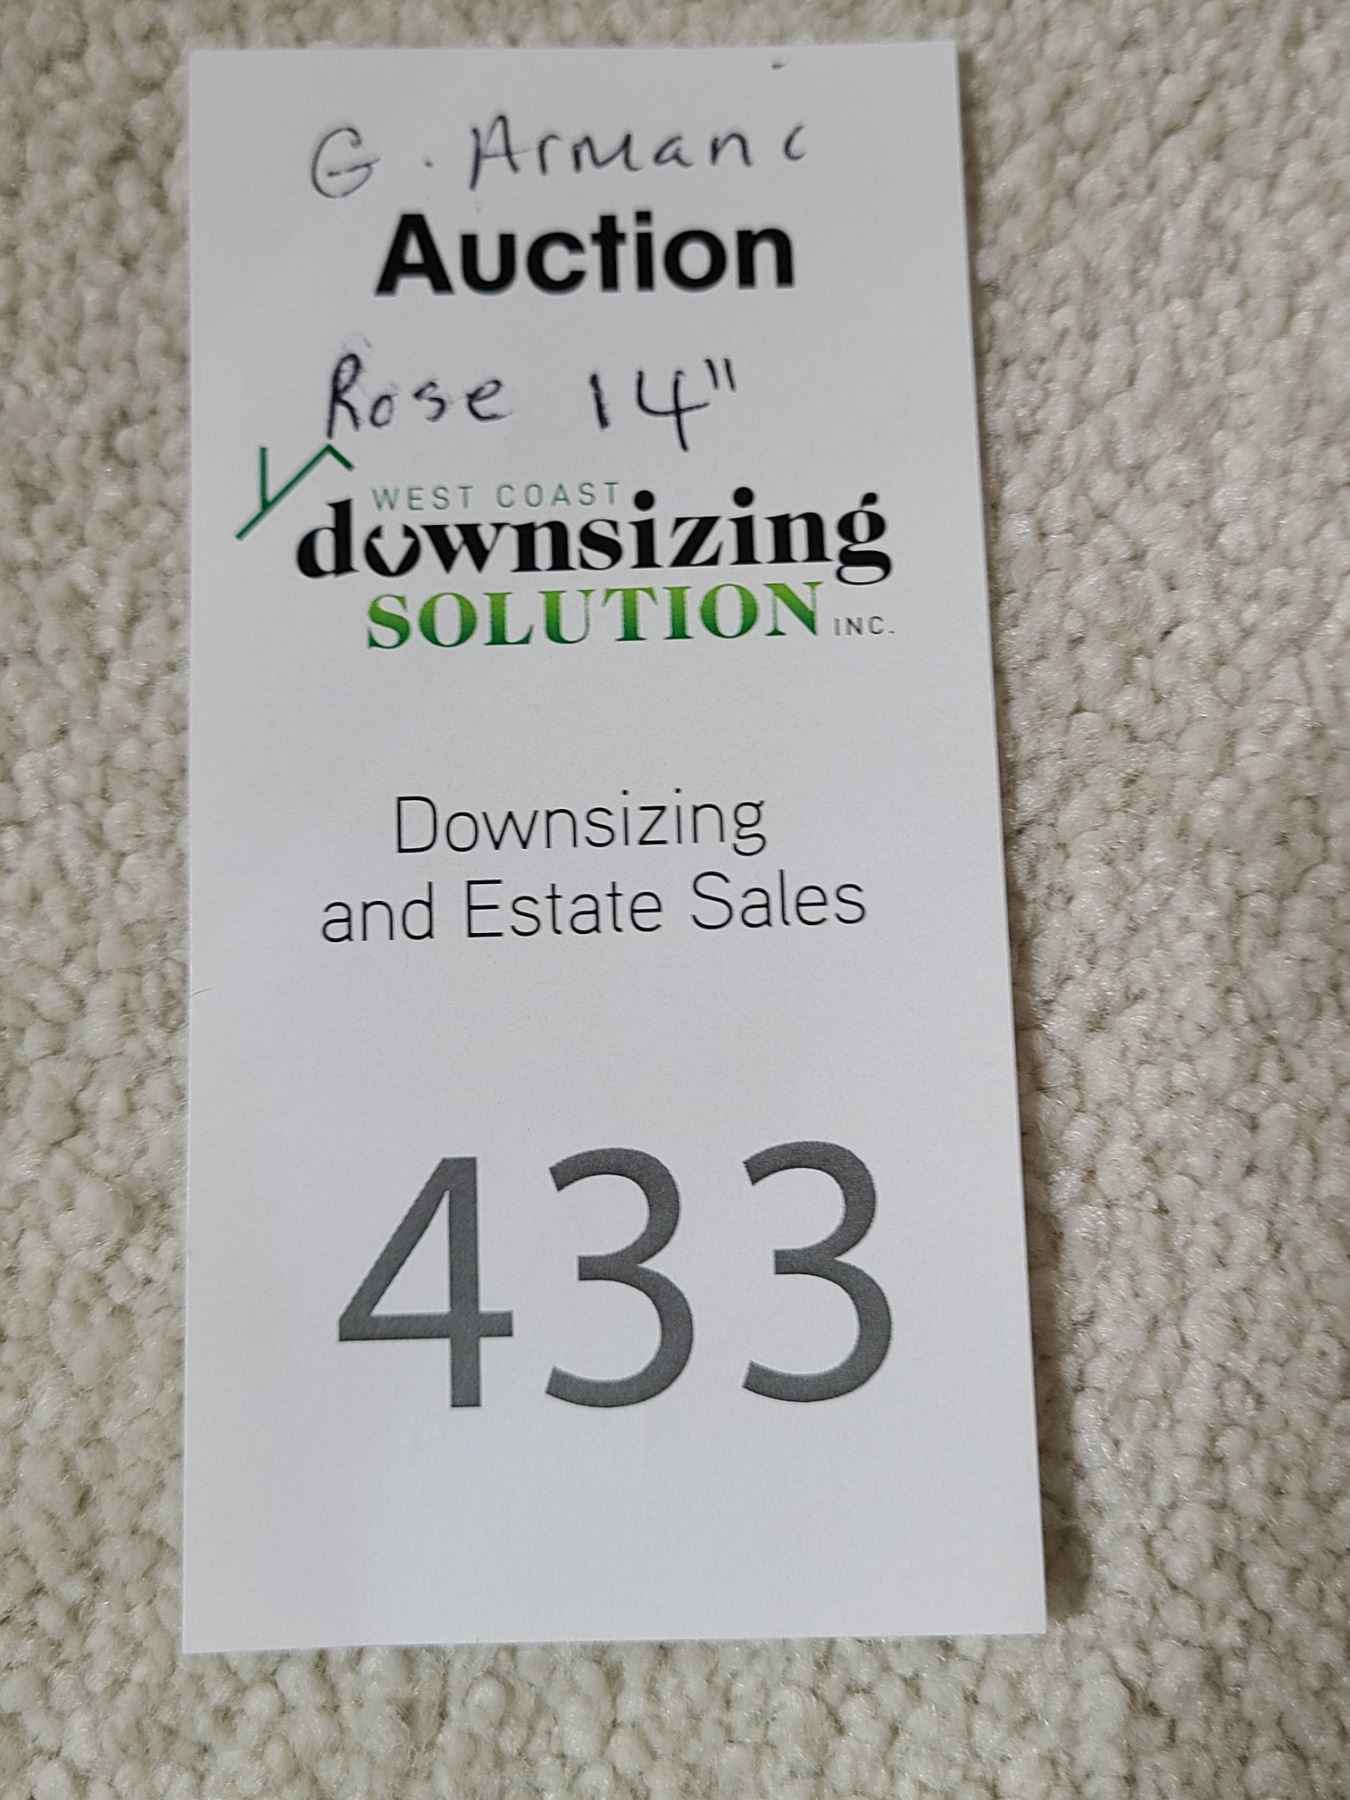 G. Armani
Auction
Rose 14"
WEST COAST
downsizing
SOLUTION INC.
Downsizing
and Estate Sales
433